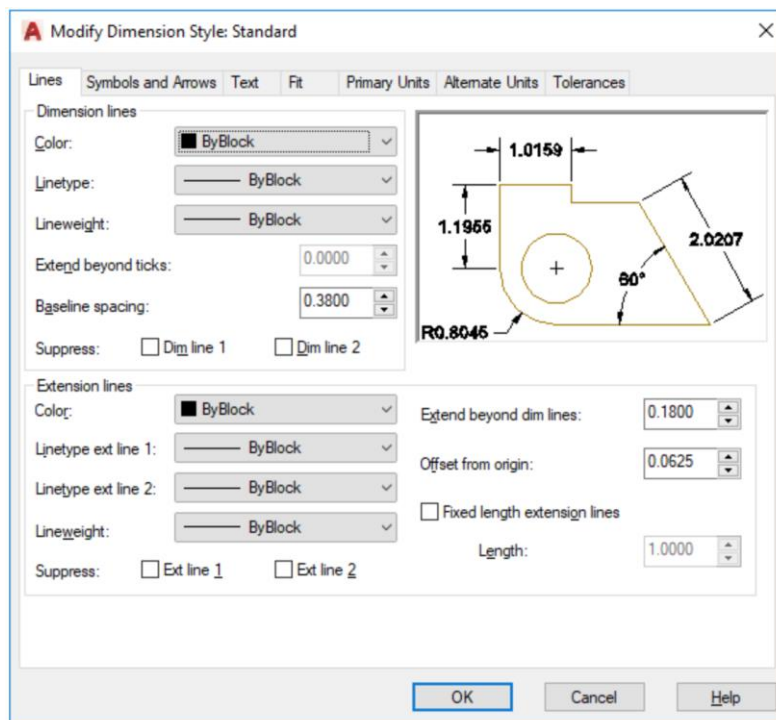 Modify Dimension Style: Standard
Lines Symbols and Arrows Text Fit Primary Units Alternate Units Tolerances
Dimension lines
Color: ByBlock
Linetype: ByBlock
Lineweight: ByBlock
Extend beyond ticks: 0.0000
Baseline spacing: 0.3800
Suppress: Dim line 1 Dim line 2
1.0159
1.1955
2.0207
60°
R0.8045
Extension lines
Color: ByBlock
Linetype ext line 1: ByBlock
Linetype ext line 2: ByBlock
Lineweight: ByBlock
Suppress: Ext line 1 Ext line 2
Extend beyond dim lines: 0.1800
Offset from origin: 0.0625
Fixed length extension lines
Length: 1.0000
OK Cancel Help